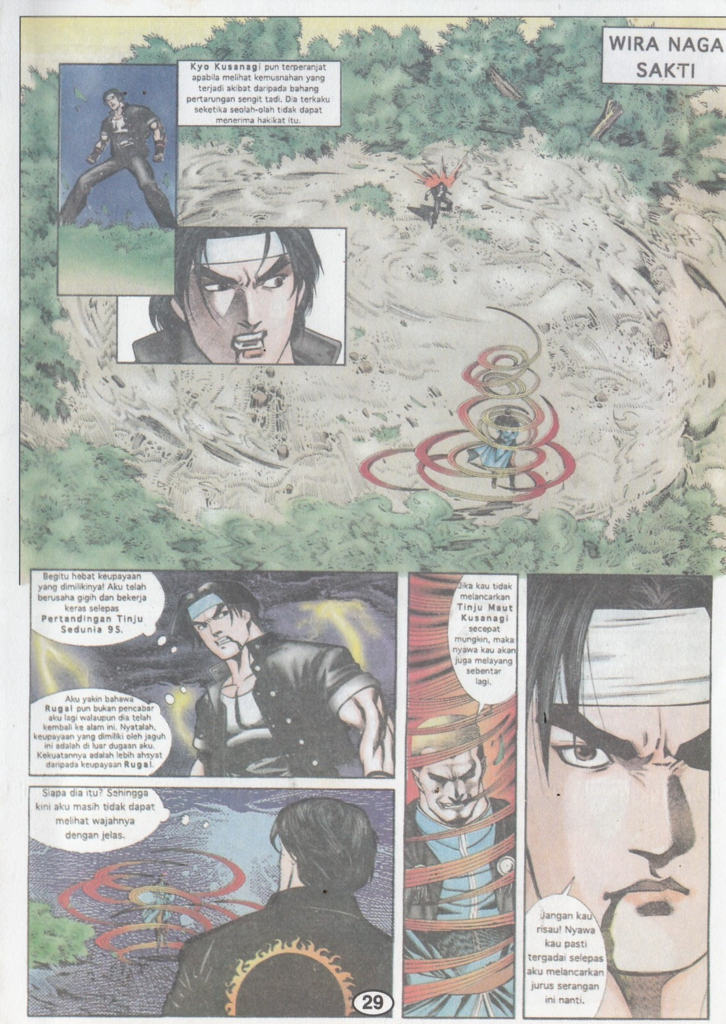 WIRA NAGA
SAKTI
Kyo Kusanagi pun terperanjat
apabila melihat kemusnahan yang
terjadi akibat daripada bahang
pertarungan sengit tadi. Dia terkaku
seketika seolah-olah tidak dapat
menerima hakikat itu.
Begitu hebat keupayaan
yang dimilikinya! Aku telah
berusaha gigih dan bekerja
keras selepas
Pertandingan Tinju
Sedunia 95.
Aku yakin bahawa
Rugal pun bukan pencabar
aku lagi walaupun dia telah
kembali ke alam ini. Nyatalah,
keupayaan yang dimiliki oleh jaguh
ini adalah di luar dugaan aku.
Kekuatannya adalah lebih ahsyat
daripada keupayaan Rugal.
Siapa dia itu? Sehingga
kini aku masih tidak dapat
melihat wajahnya
dengan jelas.
Jika kau tidak
melancarkan
Tinju Maut
Kusanagi
secepat
mungkin, maka
nyawa kau akan
juga melayang
sebentar
lagi.
Jangan kau
risau! Nyawa
kau pasti
tergadai selepas
aku melancarkan
jurus serangan
ini nanti.
29